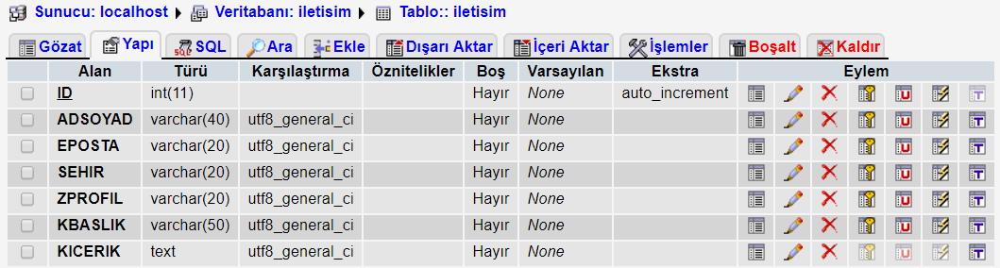 Sunucu: localhost Veritabanı: iletisim Tablo:: iletisim
Gözat Yapı SQL Ara Ekle Dışarı Aktar İçeri Aktar İşlemler Boşalt Kaldır
Alan Türü Karşılaştırma Öznitelikler Boş Varsayılan Ekstra Eylem
ID int(11) Hayır None auto_increment
ADSOYAD varchar(40) utf8_general_ci Hayır None
EPOSTA varchar(20) utf8_general_ci Hayır None
SEHIR varchar(20) utf8_general_ci Hayır None
ZPROFIL varchar(20) utf8_general_ci Hayır None
KBASLIK varchar(50) utf8_general_ci Hayır None
KICERIK text utf8_general_ci Hayır None